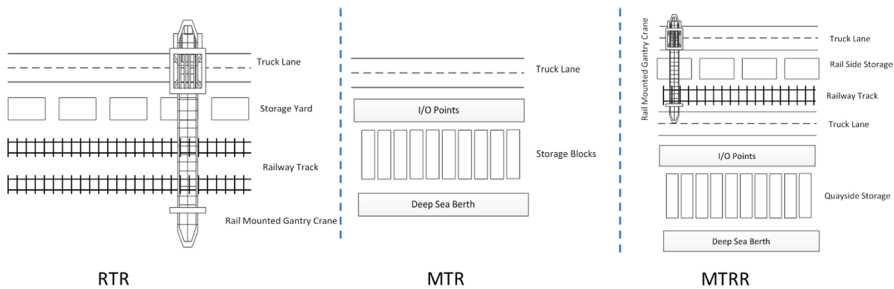 Truck Lane
Storage Yard
Railway Track
Rail Mounted Gantry Crane
RTR
Truck Lane
I/O Points
Storage Blocks
Deep Sea Berth
MTR
Rail Mounted Gantry Crane
Truck Lane
Rail Side Storage
Railway Track
Truck Lane
I/O Points
Quayside Storage
Deep Sea Berth
MTRR